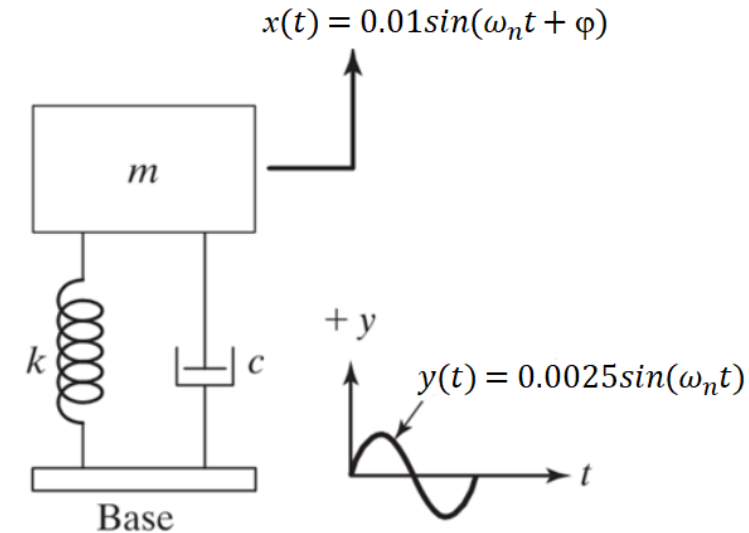 x(t) = 0.01sin(ωₙt + φ)
m
+ y
k
c
y(t) = 0.0025sin(ωₙt)
t
Base